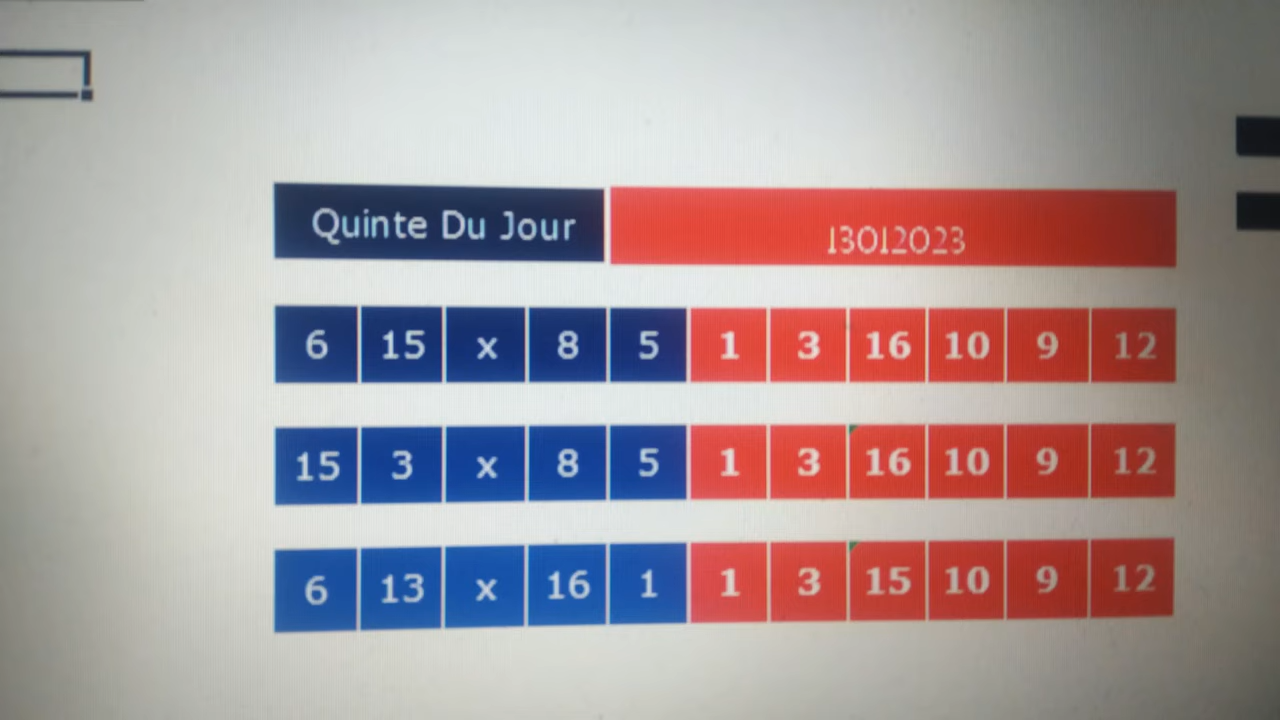 Quinte Du Jour 13012023
6 15 x 8 5 1 3 16 10 9 12
15 3 x 8 5 1 3 16 10 9 12
6 13 x 16 1 1 3 15 10 9 12